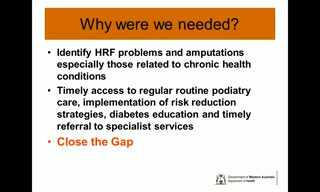 Why were we needed?
• Identify HRF problems and amputations
especially those related to chronic health
conditions
• Timely access to regular routine podiatry
care, implementation of risk reduction
strategies, diabetes education and timely
referral to specialist services
• Close the Gap
Government of Western Australia
Department of Health